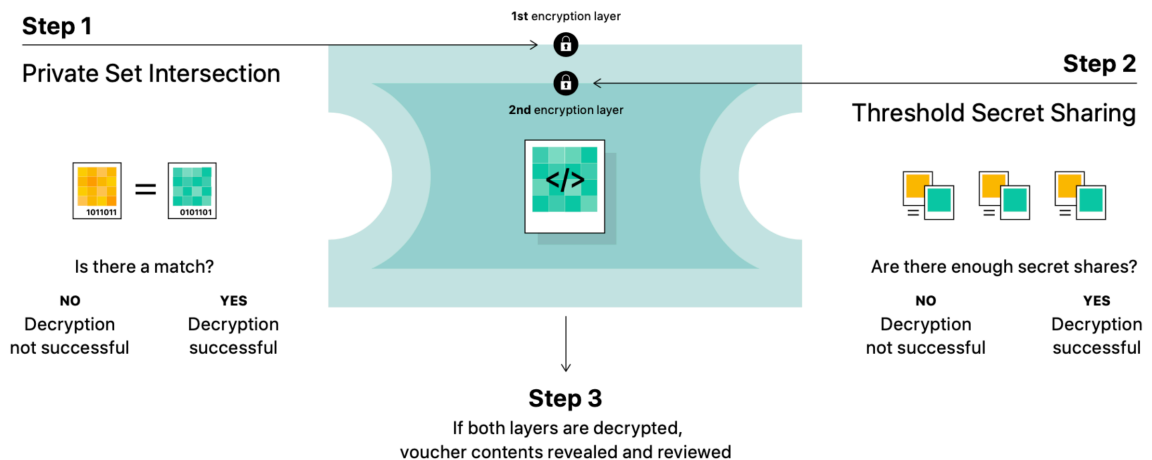 Step 1
Private Set Intersection
1st encryption layer
2nd encryption layer
Step 2
Threshold Secret Sharing
1011011
=
0101101
Is there a match?
NO
Decryption
not successful
YES
Decryption
successful
</>
Are there enough secret shares?
NO
Decryption
not successful
YES
Decryption
successful
Step 3
If both layers are decrypted,
voucher contents revealed and reviewed